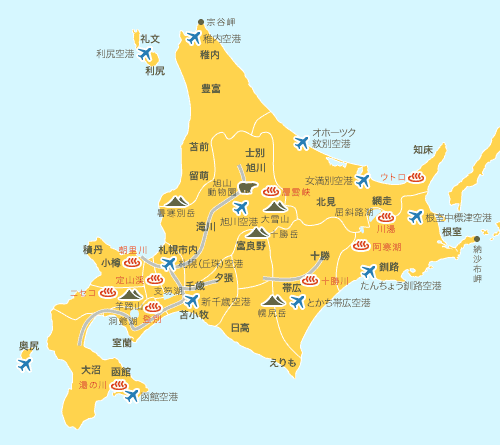 宗谷岬
礼文
稚内空港
利尻空港
稚内
利尻
豊富
オホーツク
紋別空港
苫前
士別
知床
旭川
留萌
旭山
動物園
層雲峡
女満別空港
ウトロ
暑寒別岳
北見
網走
大雪山
屈斜路湖
根室中標津空港
滝川
旭川空港
川湯
根室
十勝岳
納沙布岬
富良野
阿寒湖
積丹
朝里川
札幌市内
十勝
小樽
札幌(丘珠)空港
釧路
定山渓
夕張
十勝川
たんちょう釧路空港
支笏湖
千歳
帯広
ニセコ
羊蹄山
新千歳空港
とかち帯広空港
登別
苫小牧
幌尻岳
洞爺湖
日高
室蘭
奥尻
えりも
大沼
函館
湯の川
函館空港